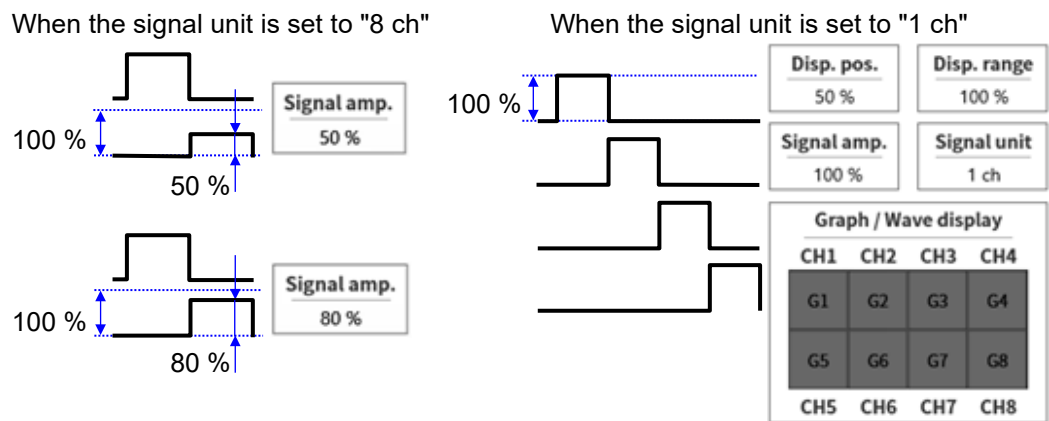 When the signal unit is set to "8 ch"
100 %
Signal amp.
50 %
50 %
100 %
Signal amp.
80 %
80 %
When the signal unit is set to "1 ch"
100 %
Disp. pos.
50 %
Disp. range
100 %
Signal amp.
100 %
Signal unit
1 ch
Graph / Wave display
CH1 CH2 CH3 CH4
G1 G2 G3 G4
G5 G6 G7 G8
CH5 CH6 CH7 CH8